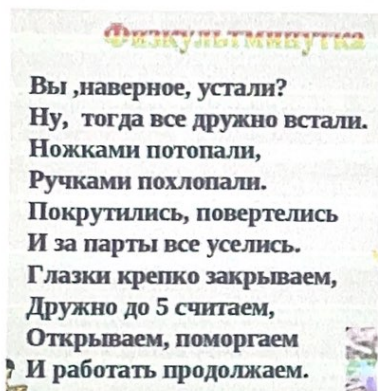 Физкультминутка
Вы ,наверное, устали?
Ну, тогда все дружно встали.
Ножками потопали,
Ручками похлопали.
Покрутились, повертелись
И за парты все уселись.
Глазки крепко закрываем,
Дружно до 5 считаем,
Открываем, поморгаем
И работать продолжаем.